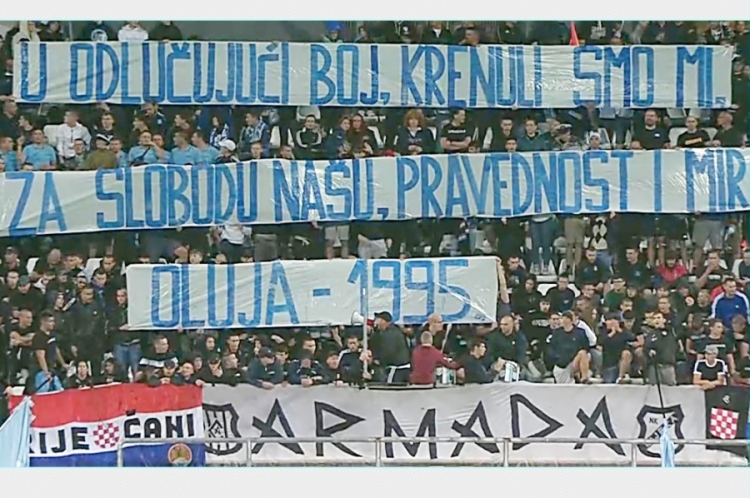 U ODLUČUJUĆI BOJ, KRENULI SMO MI,
ZA SLOBODU NAŠU, PRAVEDNOST I MIR
OLUJA - 1995
RIJEČANI
ARMADA